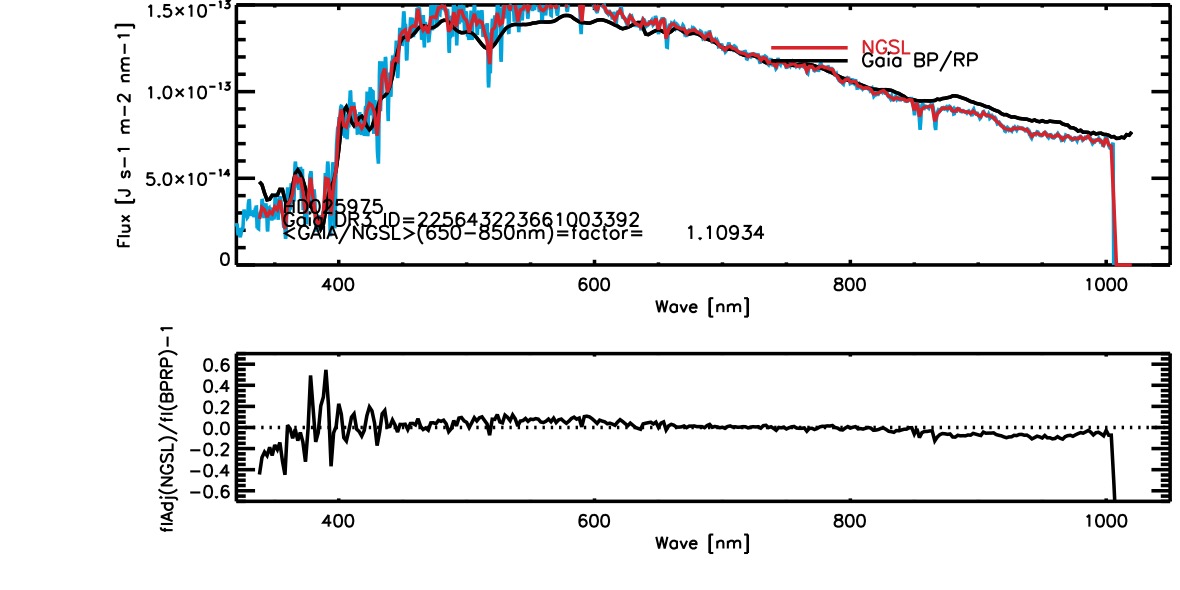 1.5×10−13
1.0×10−13
5.0×10−14
0
Flux [J s−1 m−2 nm−1]
NGSL
Gaia BP/RP
HD025975
Gaia DR3 ID=225643223661003392
<GAIA/NGSL>(650−850nm)=factor= 1.10934
400 600 800 1000
Wave [nm]
flAdj(NGSL)/fl(BPRP)−1
0.6
0.4
0.2
0.0
−0.2
−0.4
−0.6
400 600 800 1000
Wave [nm]